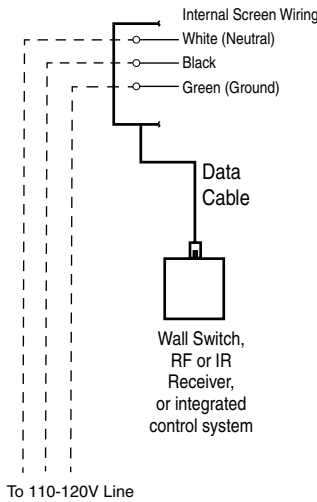 Internal Screen Wiring
White (Neutral)
Black
Green (Ground)
Data
Cable
Wall Switch,
RF or IR
Receiver,
or integrated
control system
To 110-120V Line